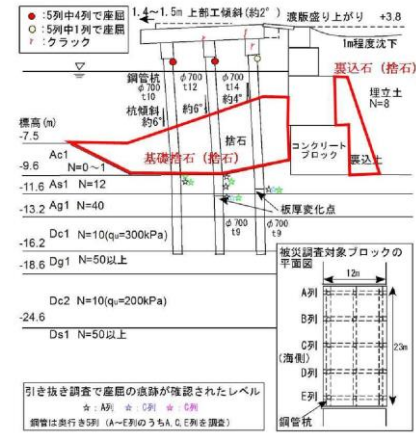 ●：5列中4列で座屈
○：5列中1列で座屈
r：クラック
1.4～1.5m 上部工傾斜(約2°)
渡版盛り上がり
+3.8
1m程度沈下
裏込石（捨石）
埋立土
N=8
鋼管杭
φ700
t10
φ700
t12
φ700
t14
杭傾斜
約6°
約6°
約4°
標高(m)
-7.5
Ac1
N=0～1
-9.6
捨石
基礎捨石（捨石）
コンクリート
ブロック
裏込土
-11.6
As1 N=12
-13.2
Ag1 N=40
板厚変化点
φ700
t9
φ700
t9
Dc1 N=10(qu=300kPa)
-16.2
Dg1 N=50以上
-18.6
Dc2 N=10(qu=200kPa)
-24.6
Ds1 N=50以上
被災調査対象ブロックの
平面図
12m
A列
B列
C列
(海側)
D列
E列
23m
鋼管杭
引き抜き調査で座屈の痕跡が確認されたレベル
☆：A列 ☆：C列 ☆：C列
鋼管は奥行き5列（A～E列のうちA,C,E列を調査）